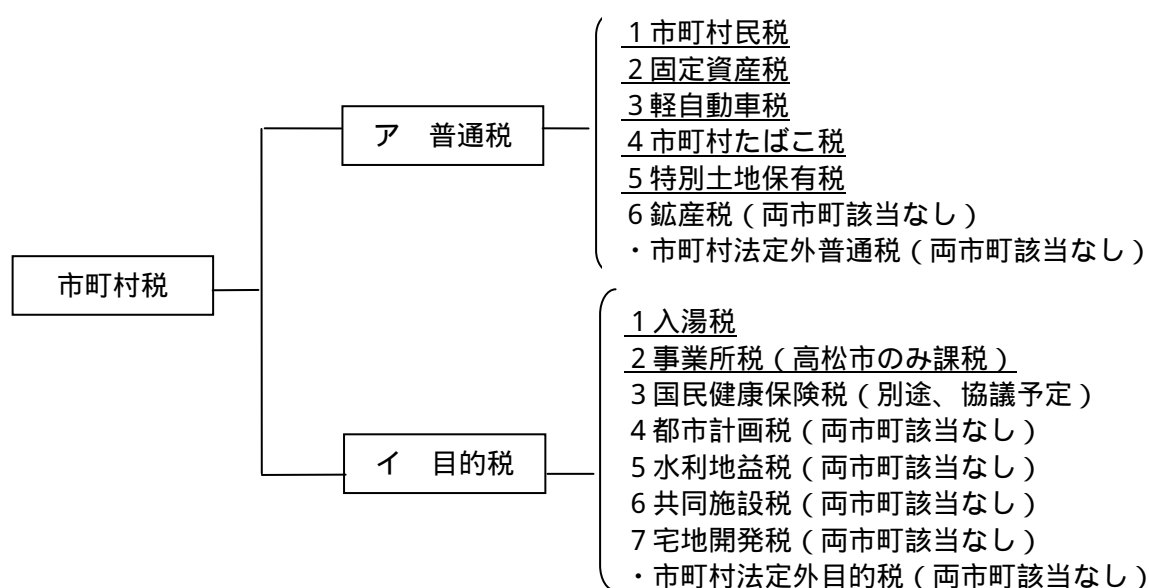 市町村税
ア　普通税
1 市町村民税
2 固定資産税
3 軽自動車税
4 市町村たばこ税
5 特別土地保有税
6 鉱産税（両市町該当なし）
・市町村法定外普通税（両市町該当なし）
イ　目的税
1 入湯税
2 事業所税（高松市のみ課税）
3 国民健康保険税（別途、協議予定）
4 都市計画税（両市町該当なし）
5 水利地益税（両市町該当なし）
6 共同施設税（両市町該当なし）
7 宅地開発税（両市町該当なし）
・市町村法定外目的税（両市町該当なし）